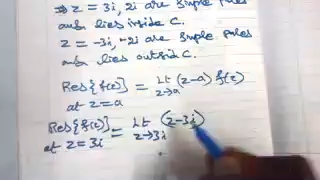 ⇒ z = 3i, 2i are simple poles
and lies inside C.
z = -3i, -2i are simple poles
and lies outside C.
Res{f(z)} = Lt (z-a) f(z)
at z=a z→a
Res{f(z)} = Lt (z-3i)
at z=3i z→3i